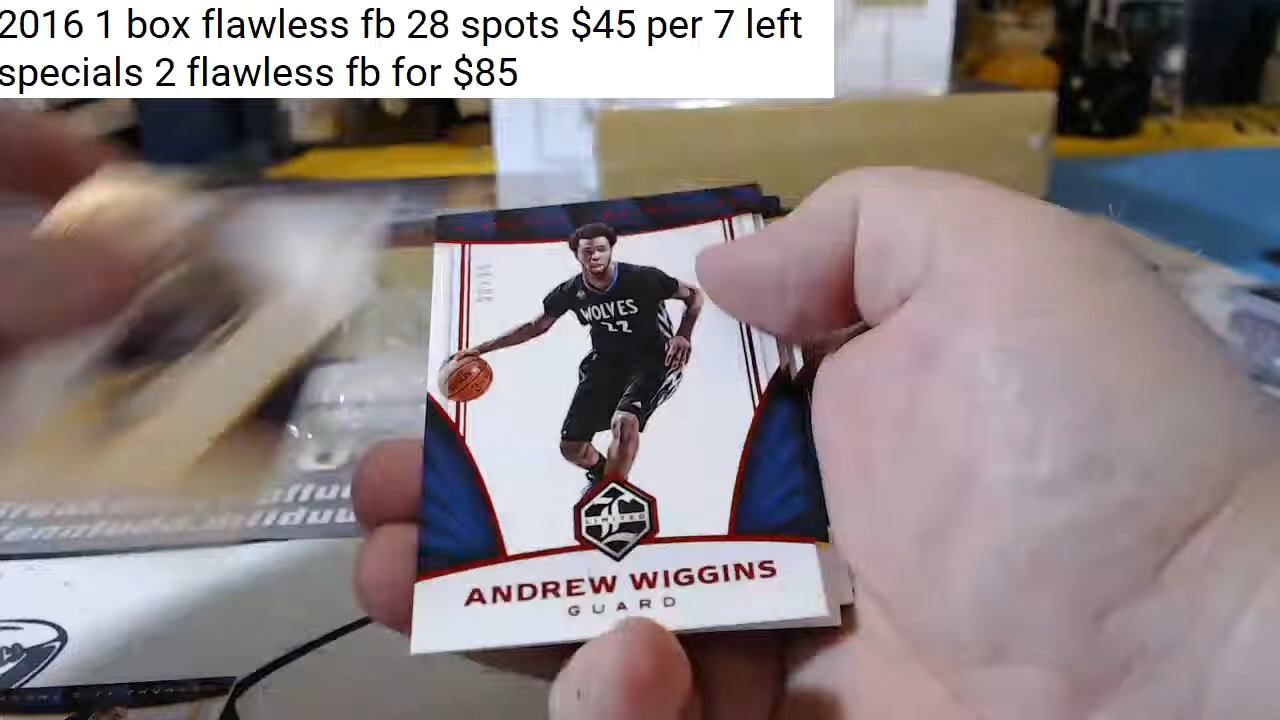 2016 1 box flawless fb 28 spots $45 per 7 left
specials 2 flawless fb for $85
WOLVES
22
LIMITED
ANDREW WIGGINS
GUARD